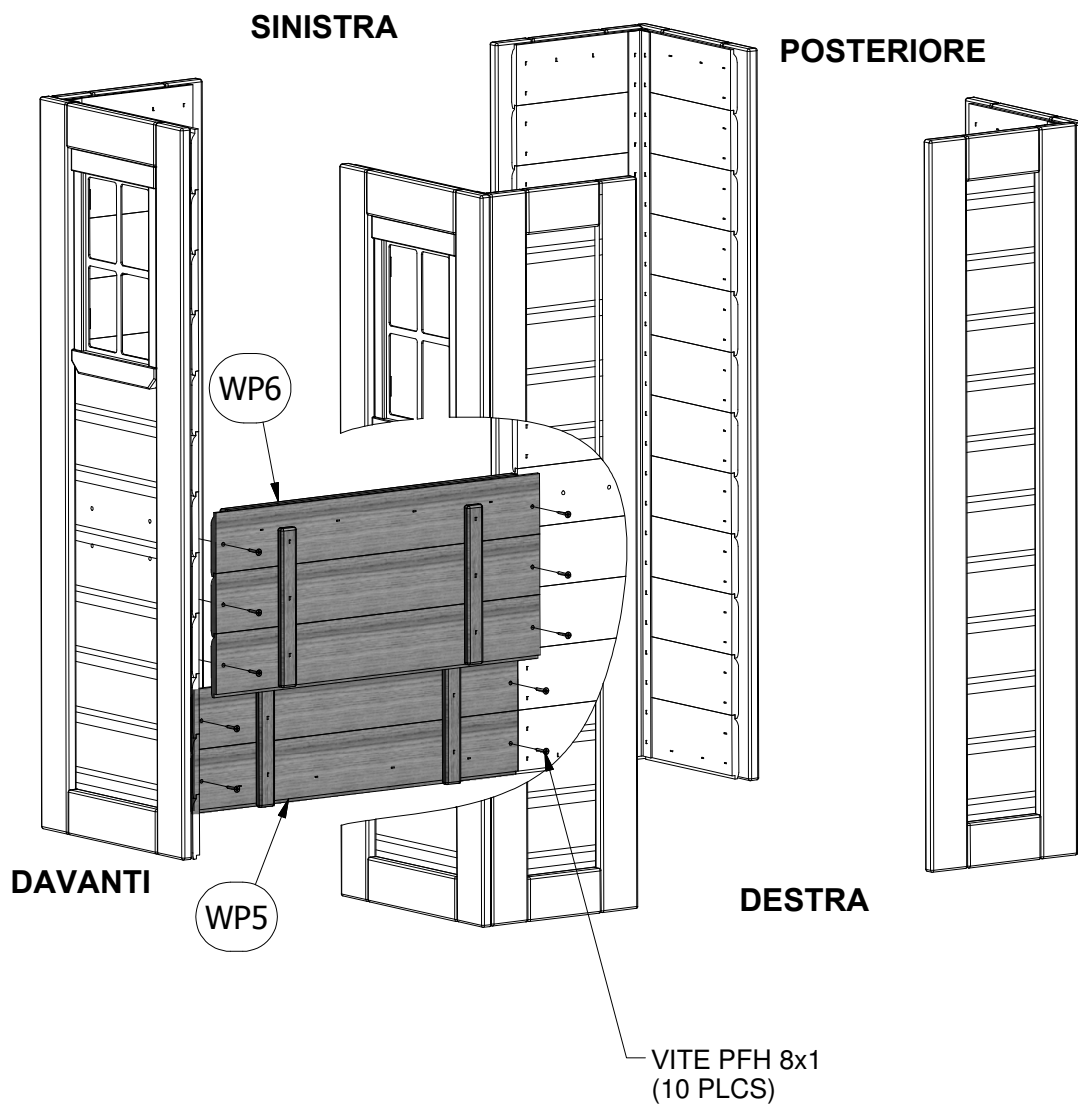 SINISTRA
POSTERIORE
WP6
DAVANTI
WP5
DESTRA
VITE PFH 8x1
(10 PLCS)